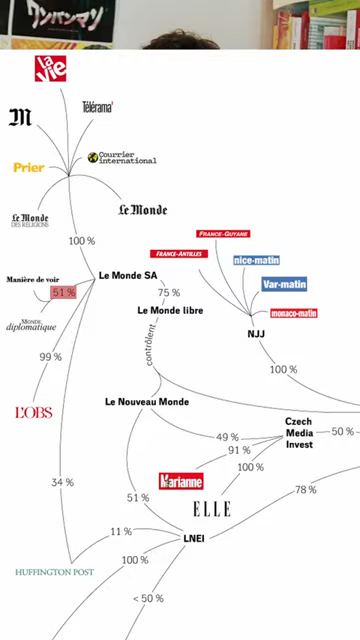 ワンパンマン
La Vie
M
Télérama'
Courrier
international
Prier
Le Monde
Le Monde
DES RELIGIONS
FRANCE-GUYANE
FRANCE-ANTILLES
nice-matin
100 %
Manière de voir
51 %
Le Monde SA
75 %
Var-matin
Le Monde libre
monaco-matin
LE MONDE
diplomatique
NJJ
contrôlent
99 %
100 %
Le Nouveau Monde
L'OBS
Czech
Media
Invest
49 %
50 %
91 %
100 %
Marianne
34 %
78 %
51 %
ELLE
11 %
LNEI
100 %
HUFFINGTON POST
< 50 %